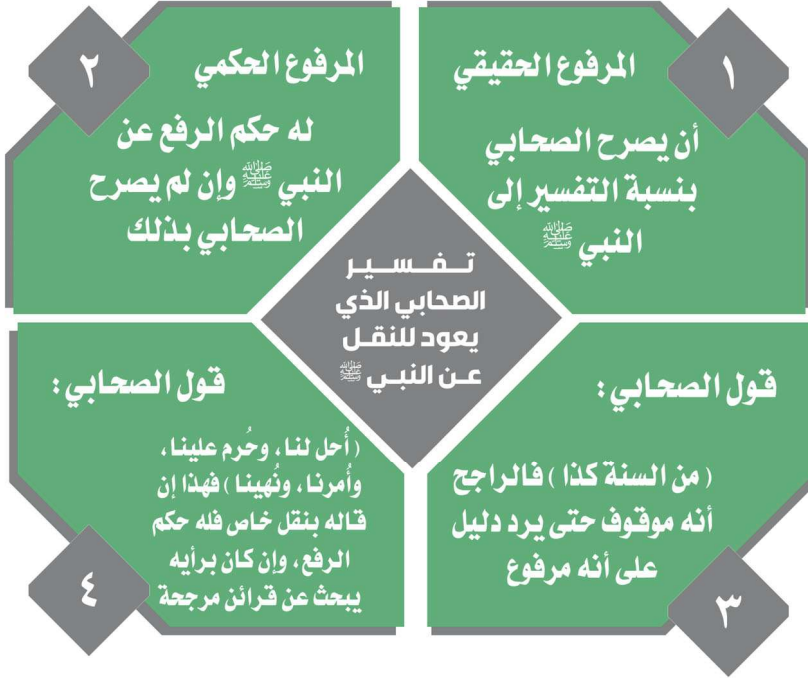 ١
المرفوع الحقيقي
أن يصرح الصحابي
بنسبة التفسير إلى
النبي ﷺ
٢
المرفوع الحكمي
له حكم الرفع عن
النبي ﷺ وإن لم يصرح
الصحابي بذلك
تـفـسـيـر
الصحابي الذي
يعود للنقل
عن النبي ﷺ
قول الصحابي :
( من السنة كذا ) فالراجح
أنه موقوف حتى يرد دليل
على أنه مرفوع
٣
قول الصحابي :
( أُحل لنا ، وحُرم علينا ،
وأُمرنا ، ونُهينا ) فهذا إن
قاله بنقل خاص فله حكم
الرفع ، وإن كان برأيه
يبحث عن قرائن مرجحة
٤